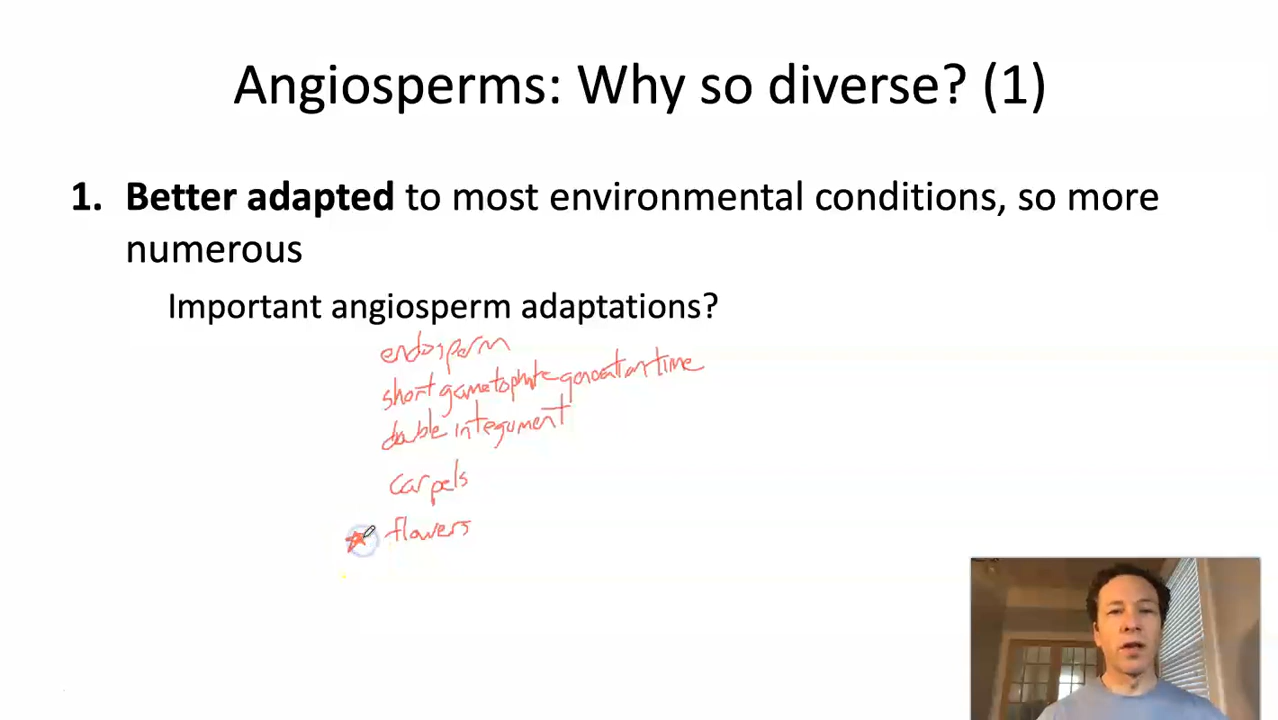 Angiosperms: Why so diverse? (1)
1. Better adapted to most environmental conditions, so more
numerous
Important angiosperm adaptations?
endosperm
short gametophyte generation time
double integument
carpels
flowers